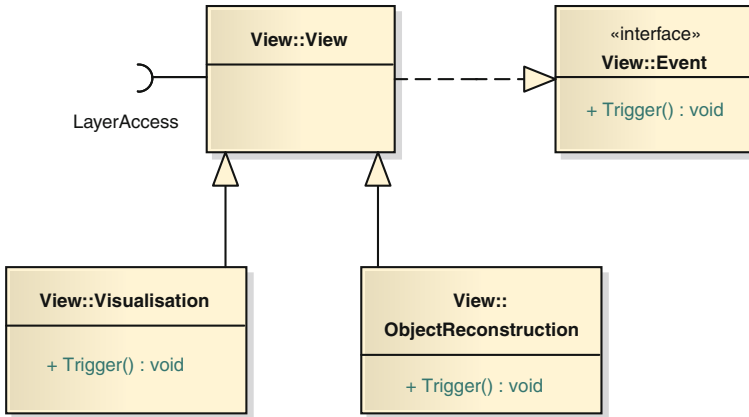 View::View
«interface»
View::Event
+ Trigger() : void
LayerAccess
View::Visualisation
+ Trigger() : void
View::
ObjectReconstruction
+ Trigger() : void